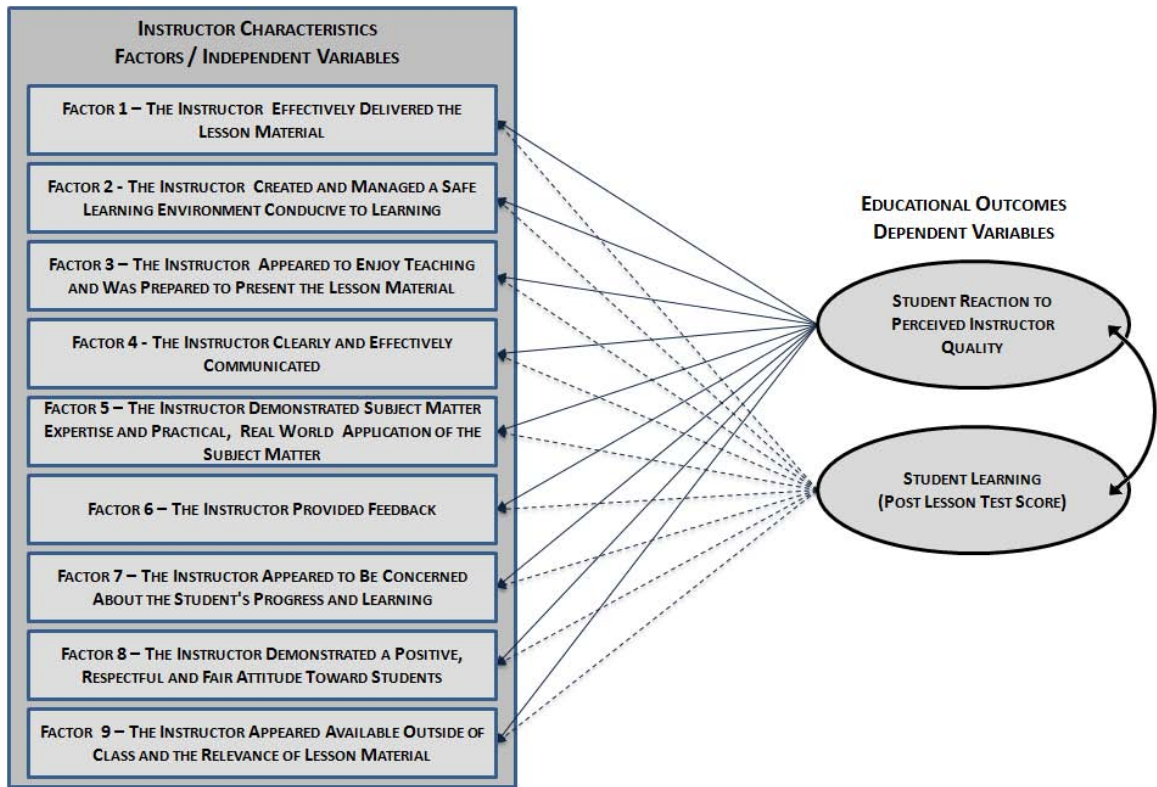 INSTRUCTOR CHARACTERISTICS
FACTORS / INDEPENDENT VARIABLES
FACTOR 1 – THE INSTRUCTOR EFFECTIVELY DELIVERED THE
LESSON MATERIAL
FACTOR 2 - THE INSTRUCTOR CREATED AND MANAGED A SAFE
LEARNING ENVIRONMENT CONDUCIVE TO LEARNING
FACTOR 3 – THE INSTRUCTOR APPEARED TO ENJOY TEACHING
AND WAS PREPARED TO PRESENT THE LESSON MATERIAL
FACTOR 4 - THE INSTRUCTOR CLEARLY AND EFFECTIVELY
COMMUNICATED
FACTOR 5 – THE INSTRUCTOR DEMONSTRATED SUBJECT MATTER
EXPERTISE AND PRACTICAL, REAL WORLD APPLICATION OF THE
SUBJECT MATTER
FACTOR 6 – THE INSTRUCTOR PROVIDED FEEDBACK
FACTOR 7 – THE INSTRUCTOR APPEARED TO BE CONCERNED
ABOUT THE STUDENT'S PROGRESS AND LEARNING
FACTOR 8 – THE INSTRUCTOR DEMONSTRATED A POSITIVE,
RESPECTFUL AND FAIR ATTITUDE TOWARD STUDENTS
FACTOR 9 – THE INSTRUCTOR APPEARED AVAILABLE OUTSIDE OF
CLASS AND THE RELEVANCE OF LESSON MATERIAL
EDUCATIONAL OUTCOMES
DEPENDENT VARIABLES
STUDENT REACTION TO
PERCEIVED INSTRUCTOR
QUALITY
STUDENT LEARNING
(POST LESSON TEST SCORE)